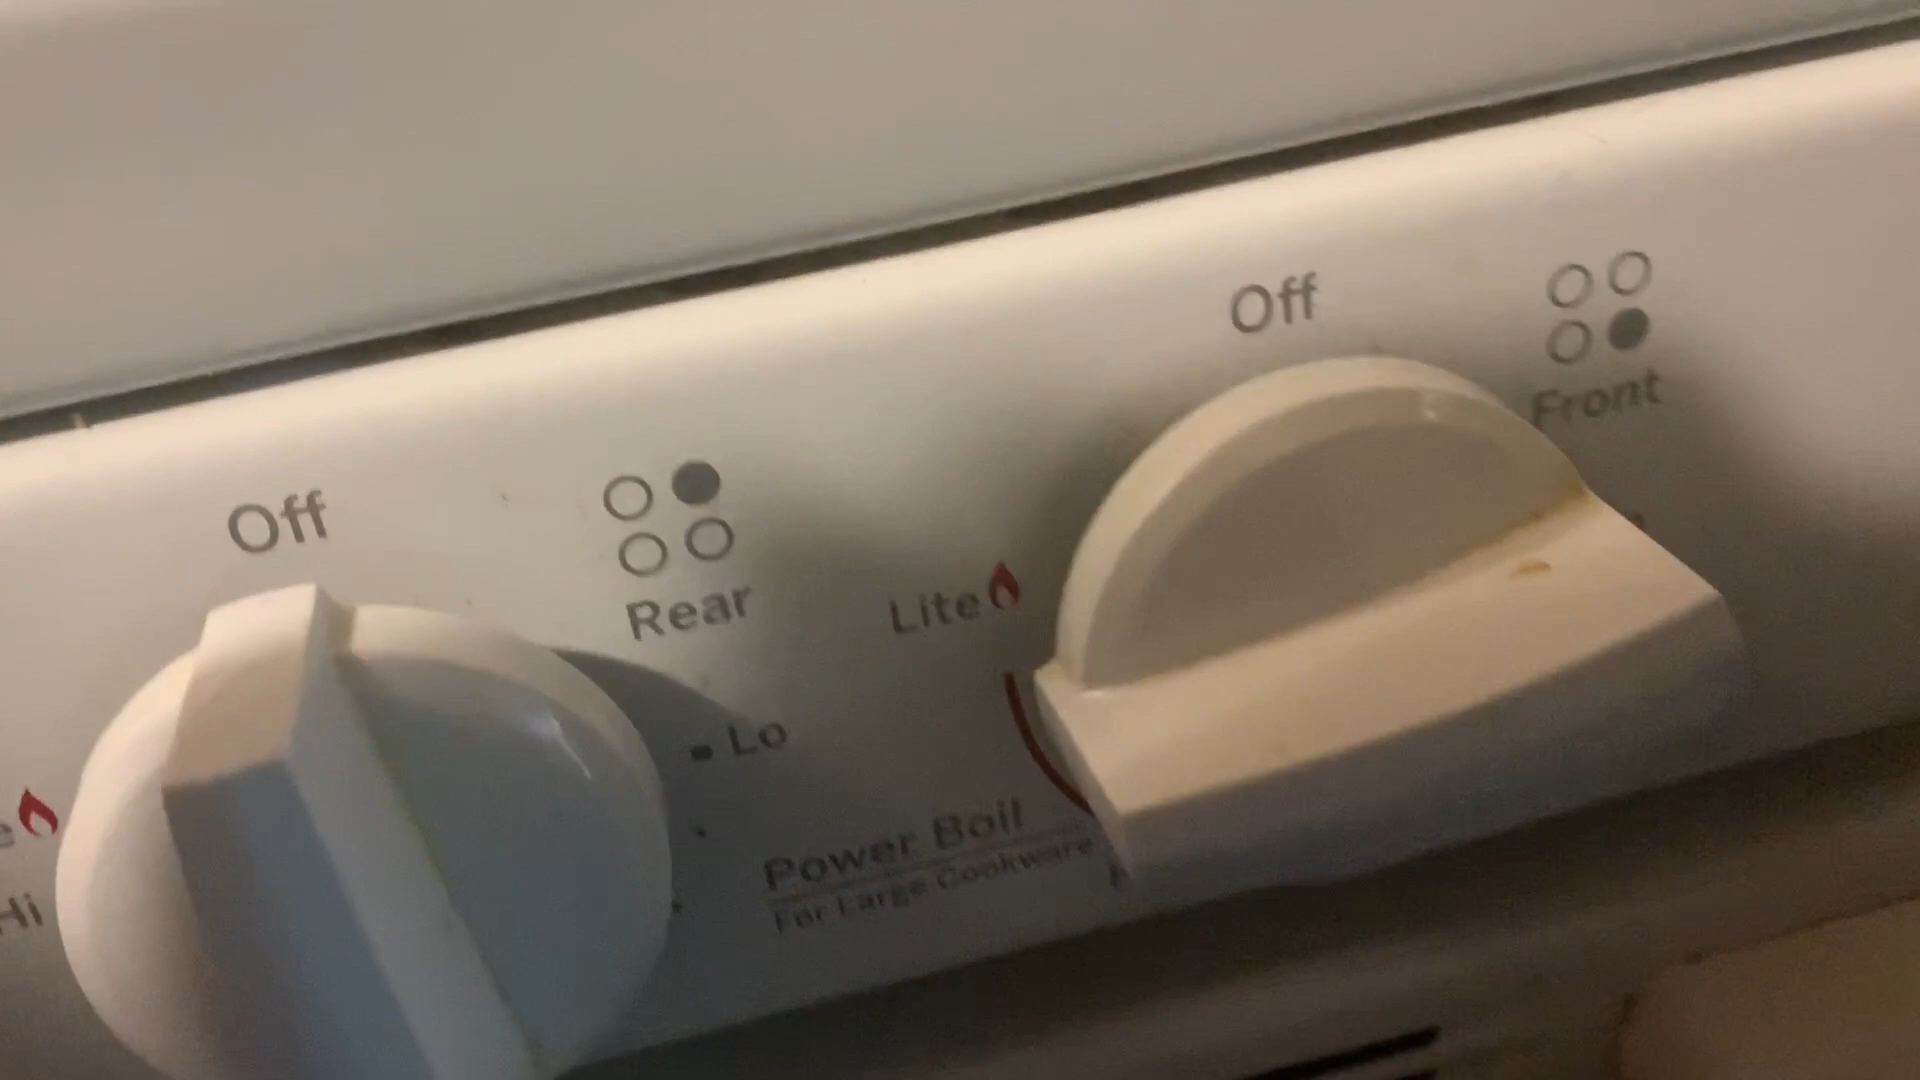 Off
Rear
Lo
Hi
Off
Front
Lite
Power Boil
For Large Cookware